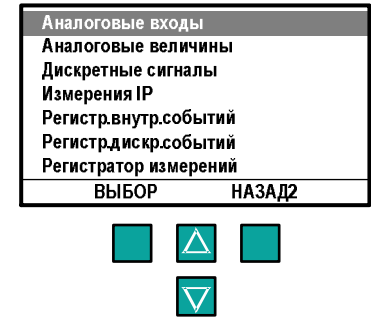 Аналоговые входы
Аналоговые величины
Дискретные сигналы
Измерения IP
Регистр.внутр.событий
Регистр.дискр.событий
Регистратор измерений
ВЫБОР НАЗАД2